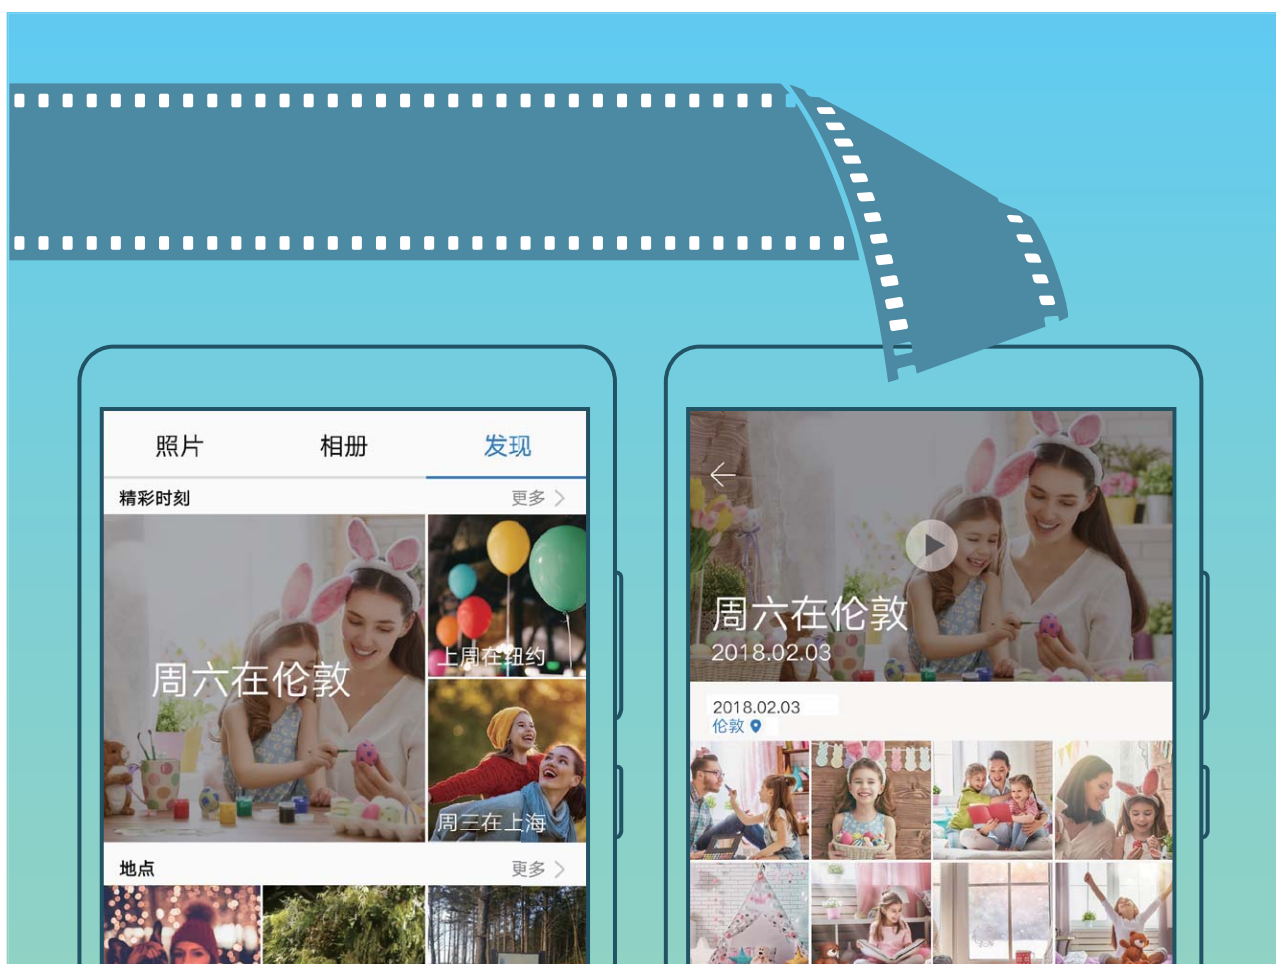 照片 相册 发现
精彩时刻 更多
周六在伦敦
上周在纽约
周三在上海
地点 更多
周六在伦敦
2018.02.03
2018.02.03
伦敦